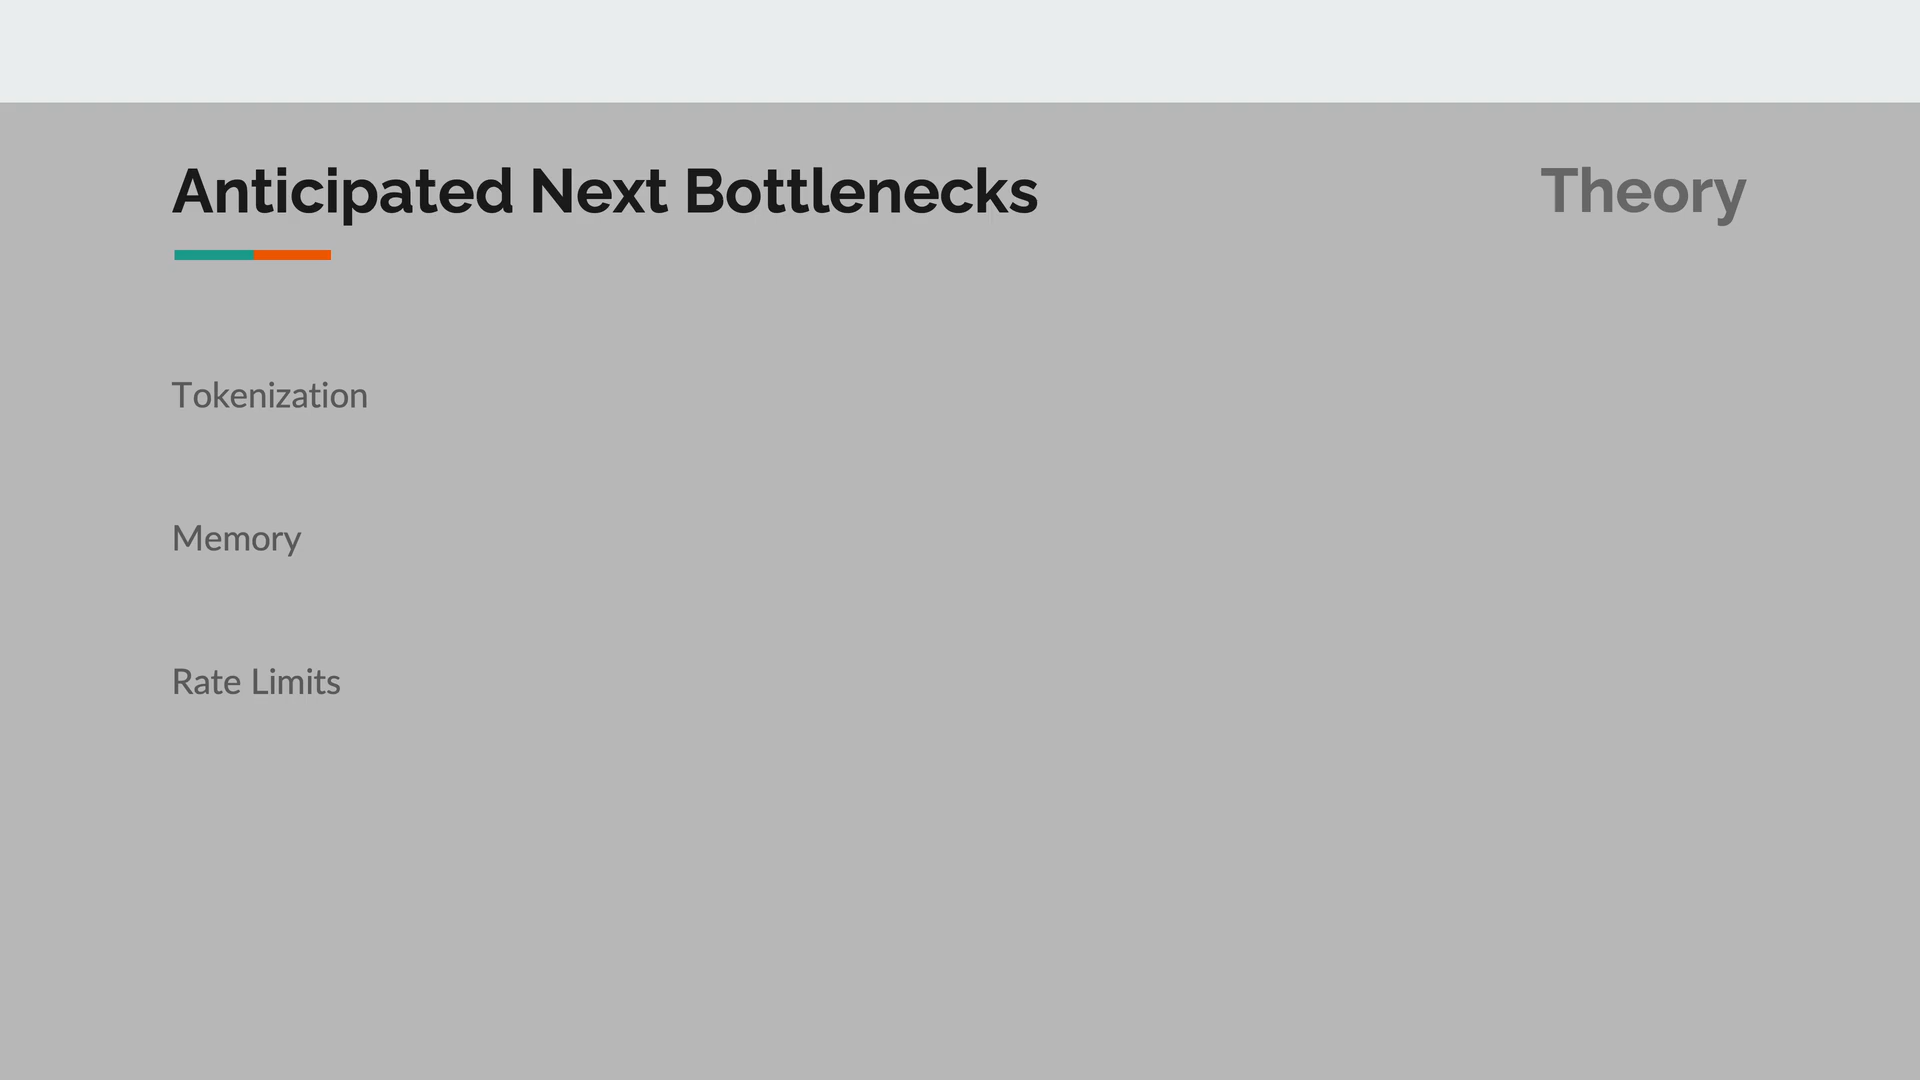 Anticipated Next Bottlenecks
Theory
Tokenization
Memory
Rate Limits